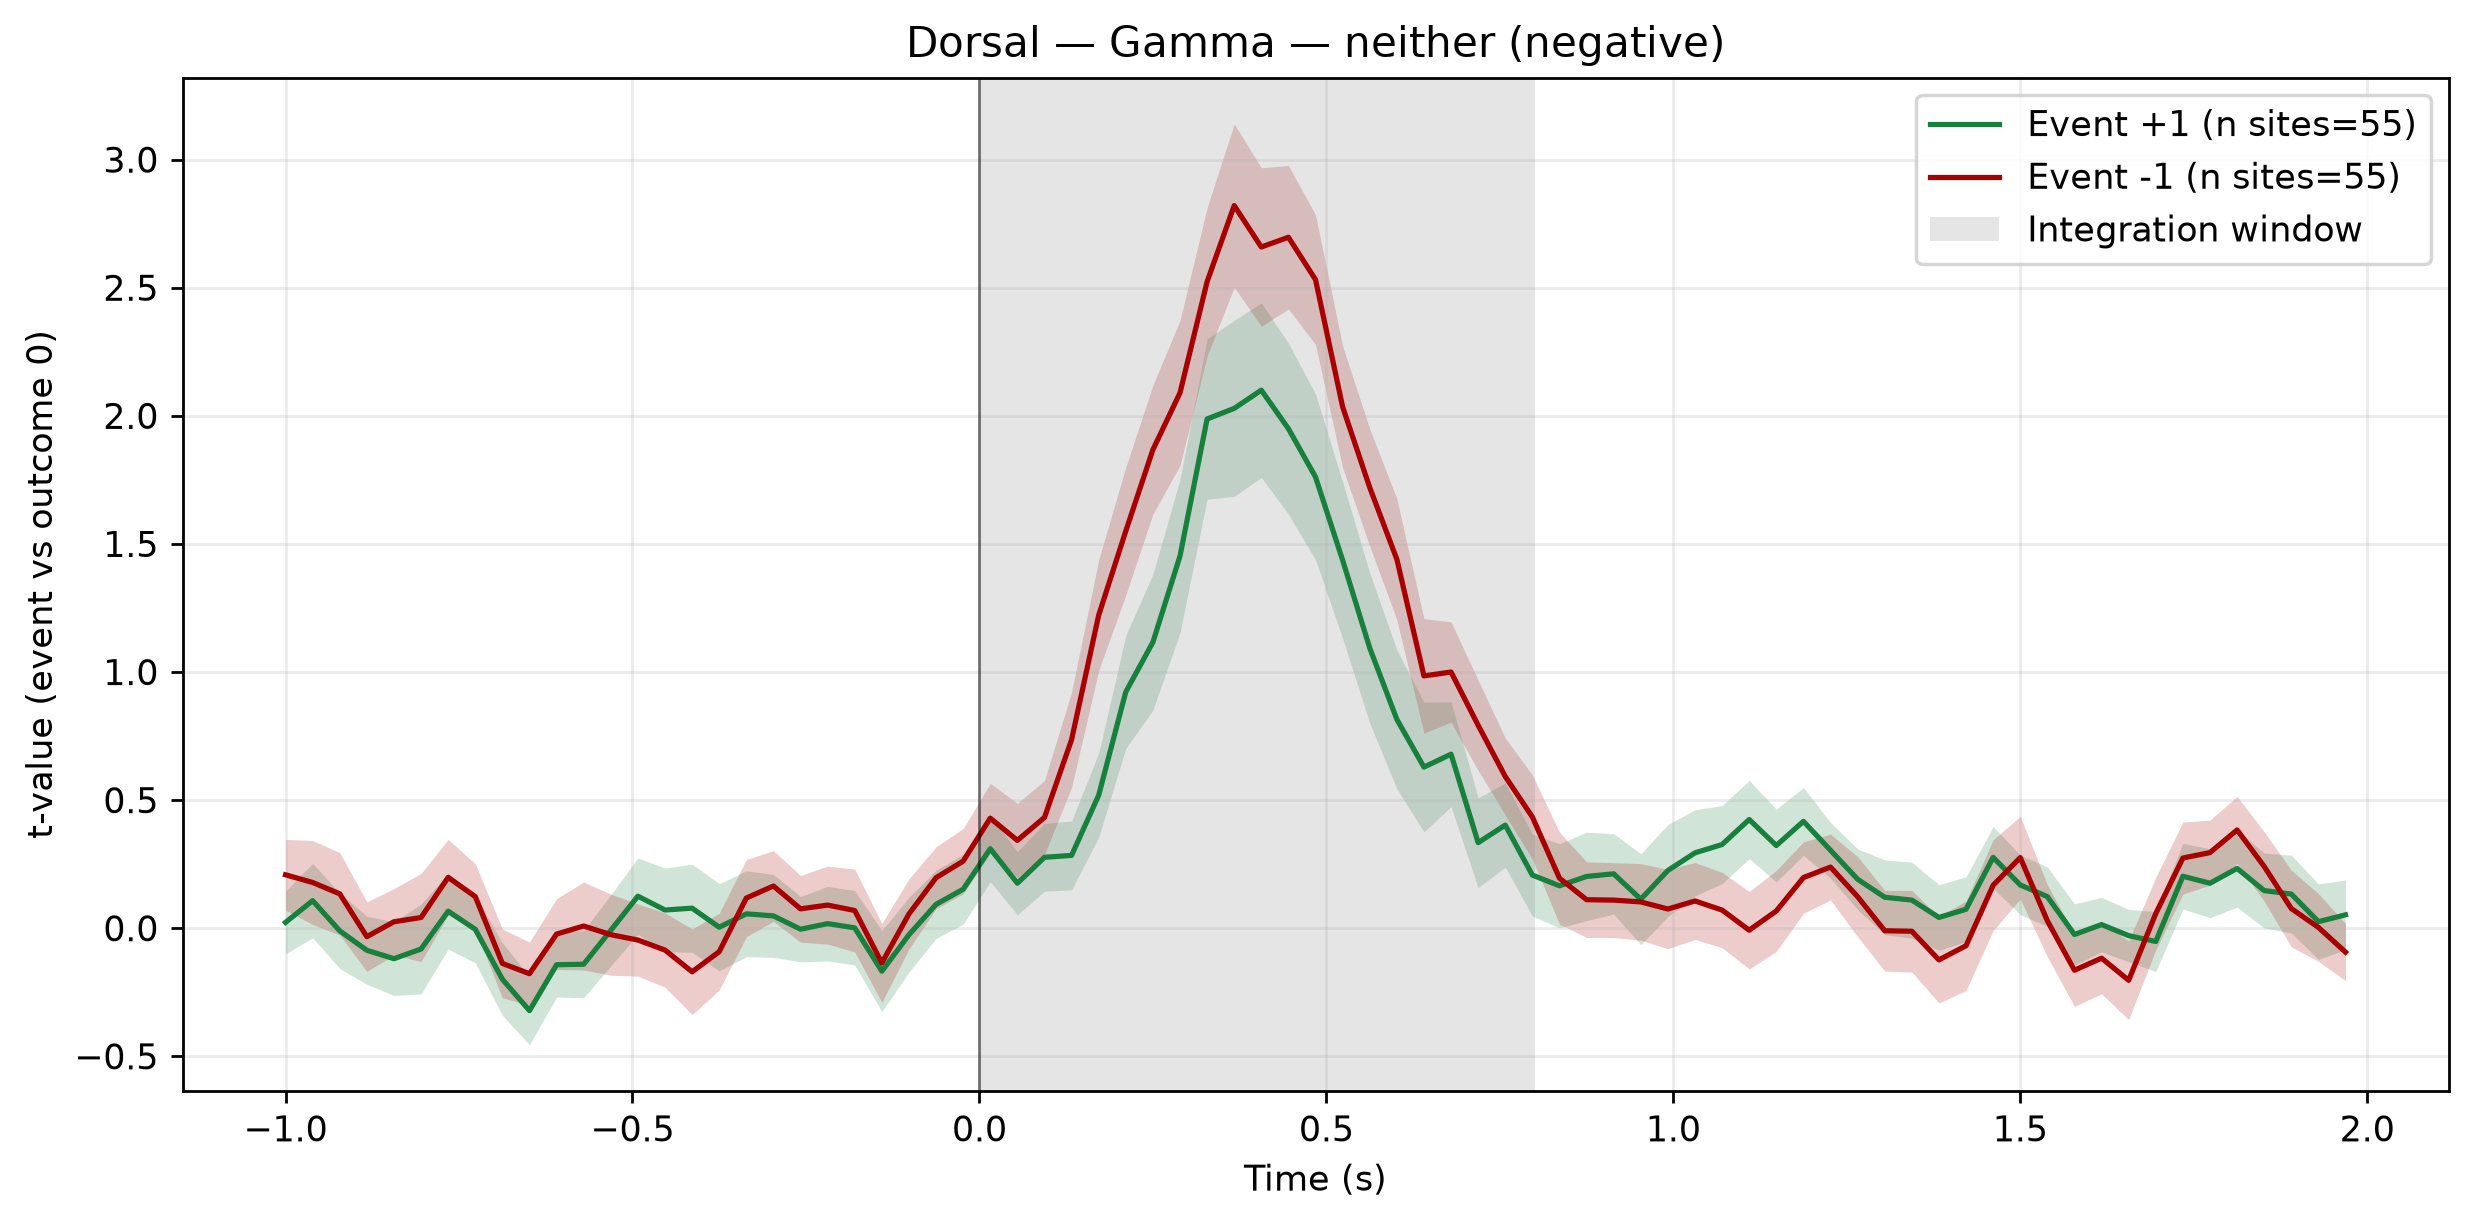 Dorsal — Gamma — neither (negative)
Event +1 (n sites=55)
Event -1 (n sites=55)
Integration window
t-value (event vs outcome 0)
3.0
2.5
2.0
1.5
1.0
0.5
0.0
−0.5
−1.0
−0.5
0.0
0.5
1.0
1.5
2.0
Time (s)